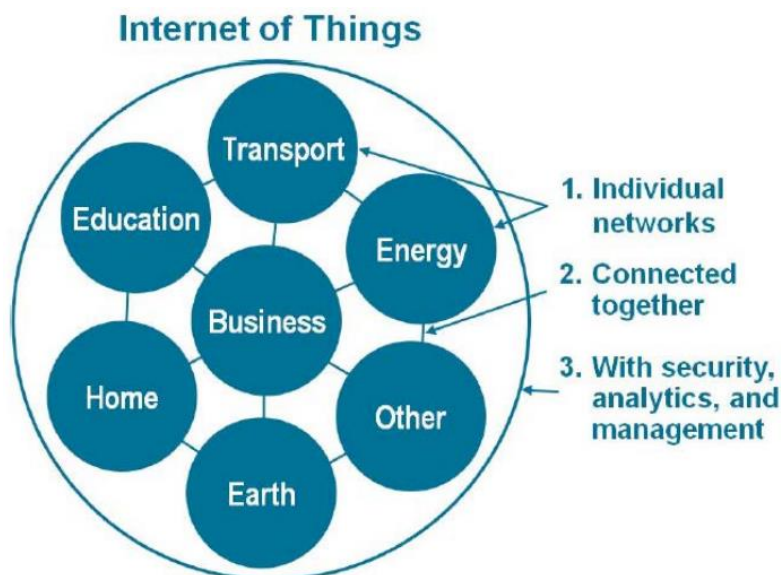 Internet of Things
Transport
Education
Energy
Business
Home
Other
Earth
1. Individual
networks
2. Connected
together
3. With security,
analytics, and
management